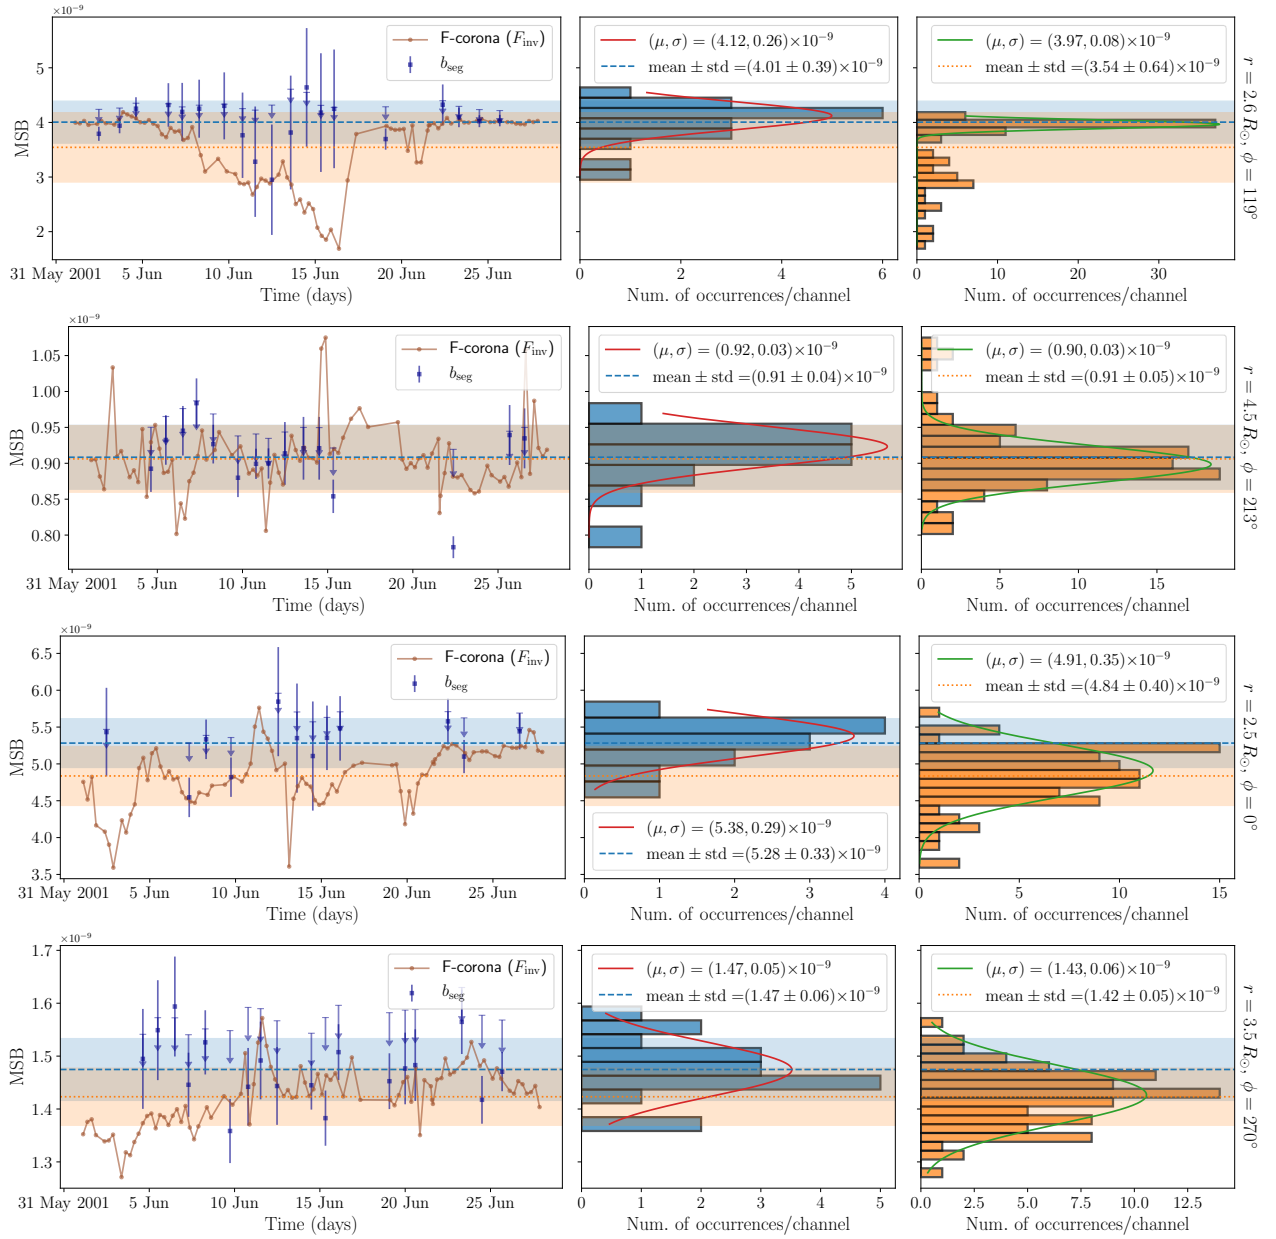 ×10⁻⁹
F-corona (F_inv)
b_seg
(μ, σ) = (4.12, 0.26)×10⁻⁹
mean ± std =(4.01 ± 0.39)×10⁻⁹
(μ, σ) = (3.97, 0.08)×10⁻⁹
mean ± std =(3.54 ± 0.64)×10⁻⁹
5
4
3
2
MSB
31 May 2001 5 Jun 10 Jun 15 Jun 20 Jun 25 Jun
Time (days)
0 2 4 6
Num. of occurrences/channel
0 10 20 30
Num. of occurrences/channel
r = 2.6 R⊙, φ = 119°
×10⁻⁹
F-corona (F_inv)
b_seg
(μ, σ) = (0.92, 0.03)×10⁻⁹
mean ± std =(0.91 ± 0.04)×10⁻⁹
(μ, σ) = (0.90, 0.03)×10⁻⁹
mean ± std =(0.91 ± 0.05)×10⁻⁹
1.05
1.00
0.95
0.90
0.85
0.80
MSB
31 May 2001 5 Jun 10 Jun 15 Jun 20 Jun 25 Jun
Time (days)
0 1 2 3 4 5
Num. of occurrences/channel
0 5 10 15
Num. of occurrences/channel
r = 4.5 R⊙, φ = 213°
×10⁻⁹
F-corona (F_inv)
b_seg
(μ, σ) = (5.38, 0.29)×10⁻⁹
mean ± std =(5.28 ± 0.33)×10⁻⁹
(μ, σ) = (4.91, 0.35)×10⁻⁹
mean ± std =(4.84 ± 0.40)×10⁻⁹
6.5
6.0
5.5
5.0
4.5
4.0
3.5
MSB
31 May 2001 5 Jun 10 Jun 15 Jun 20 Jun 25 Jun
Time (days)
0 1 2 3 4
Num. of occurrences/channel
0 5 10 15
Num. of occurrences/channel
r = 2.5 R⊙, φ = 0°
×10⁻⁹
F-corona (F_inv)
b_seg
(μ, σ) = (1.47, 0.05)×10⁻⁹
mean ± std =(1.47 ± 0.06)×10⁻⁹
(μ, σ) = (1.43, 0.06)×10⁻⁹
mean ± std =(1.42 ± 0.05)×10⁻⁹
1.7
1.6
1.5
1.4
1.3
MSB
31 May 2001 5 Jun 10 Jun 15 Jun 20 Jun 25 Jun
Time (days)
0 1 2 3 4 5
Num. of occurrences/channel
0.0 2.5 5.0 7.5 10.0 12.5
Num. of occurrences/channel
r = 3.5 R⊙, φ = 270°